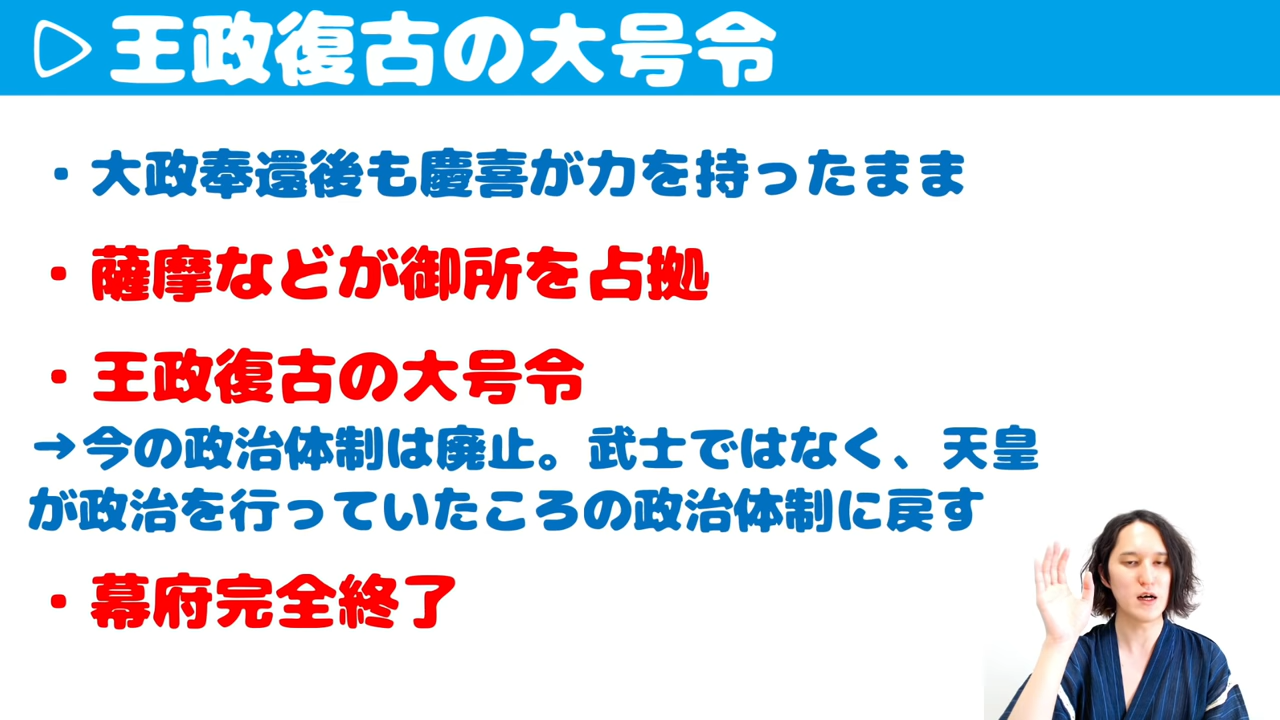 王政復古の大号令
・大政奉還後も慶喜が力を持ったまま
・薩摩などが御所を占拠
・王政復古の大号令
→今の政治体制は廃止。武士ではなく、天皇
が政治を行っていたころの政治体制に戻す
・幕府完全終了